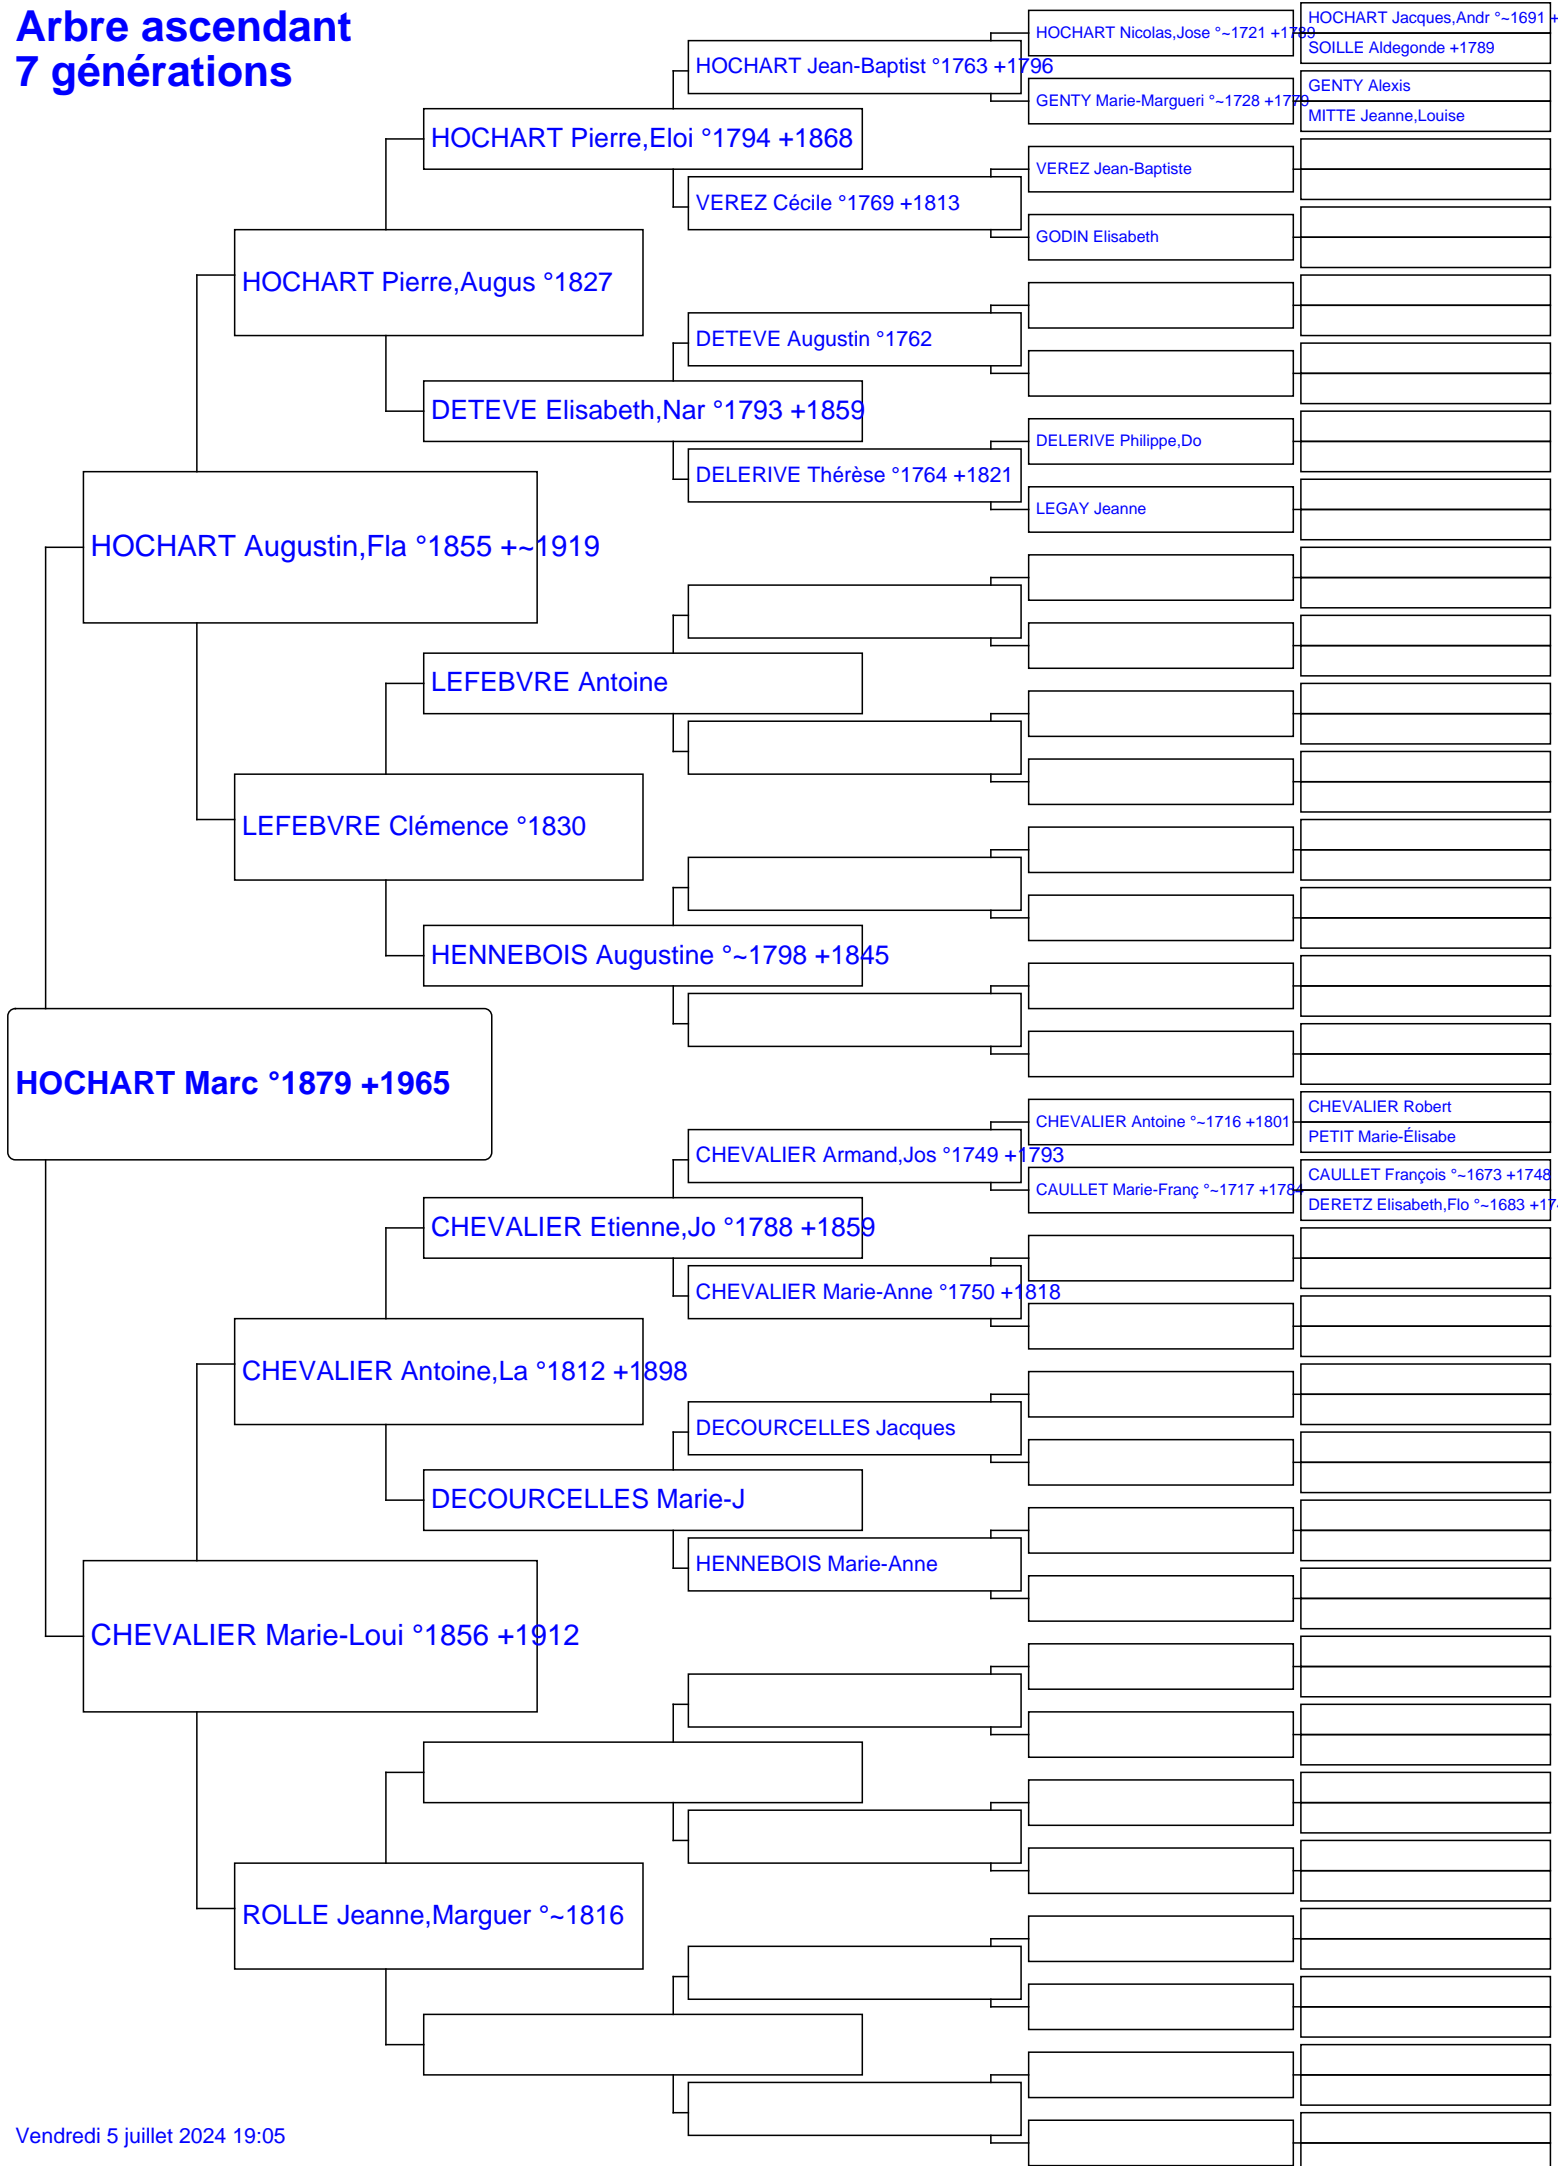 Arbre ascendant
7 générations
HOCHART Jacques,Andr °~1691 +
HOCHART Nicolas,Jose °~1721 +1789
SOILLE Aldegonde +1789
HOCHART Jean-Baptist °1763 +1796
GENTY Alexis
GENTY Marie-Margueri °~1728 +1779
MITTE Jeanne,Louise
HOCHART Pierre,Eloi °1794 +1868
VEREZ Jean-Baptiste
VEREZ Cécile °1769 +1813
GODIN Elisabeth
HOCHART Pierre,Augus °1827
DETEVE Augustin °1762
DETEVE Elisabeth,Nar °1793 +1859
DELERIVE Philippe,Do
DELERIVE Thérèse °1764 +1821
LEGAY Jeanne
HOCHART Augustin,Fla °1855 +~1919
LEFEBVRE Antoine
LEFEBVRE Clémence °1830
HENNEBOIS Augustine °~1798 +1845
HOCHART Marc °1879 +1965
CHEVALIER Robert
CHEVALIER Antoine °~1716 +1801
PETIT Marie-Élisabe
CHEVALIER Armand,Jos °1749 +1793
CAULLET François °~1673 +1748
CAULLET Marie-Franç °~1717 +1784
DERETZ Elisabeth,Flo °~1683 +174
CHEVALIER Etienne,Jo °1788 +1859
CHEVALIER Marie-Anne °1750 +1818
CHEVALIER Antoine,La °1812 +1898
DECOURCELLES Jacques
DECOURCELLES Marie-J
HENNEBOIS Marie-Anne
CHEVALIER Marie-Loui °1856 +1912
ROLLE Jeanne,Marguer °~1816
Vendredi 5 juillet 2024 19:05